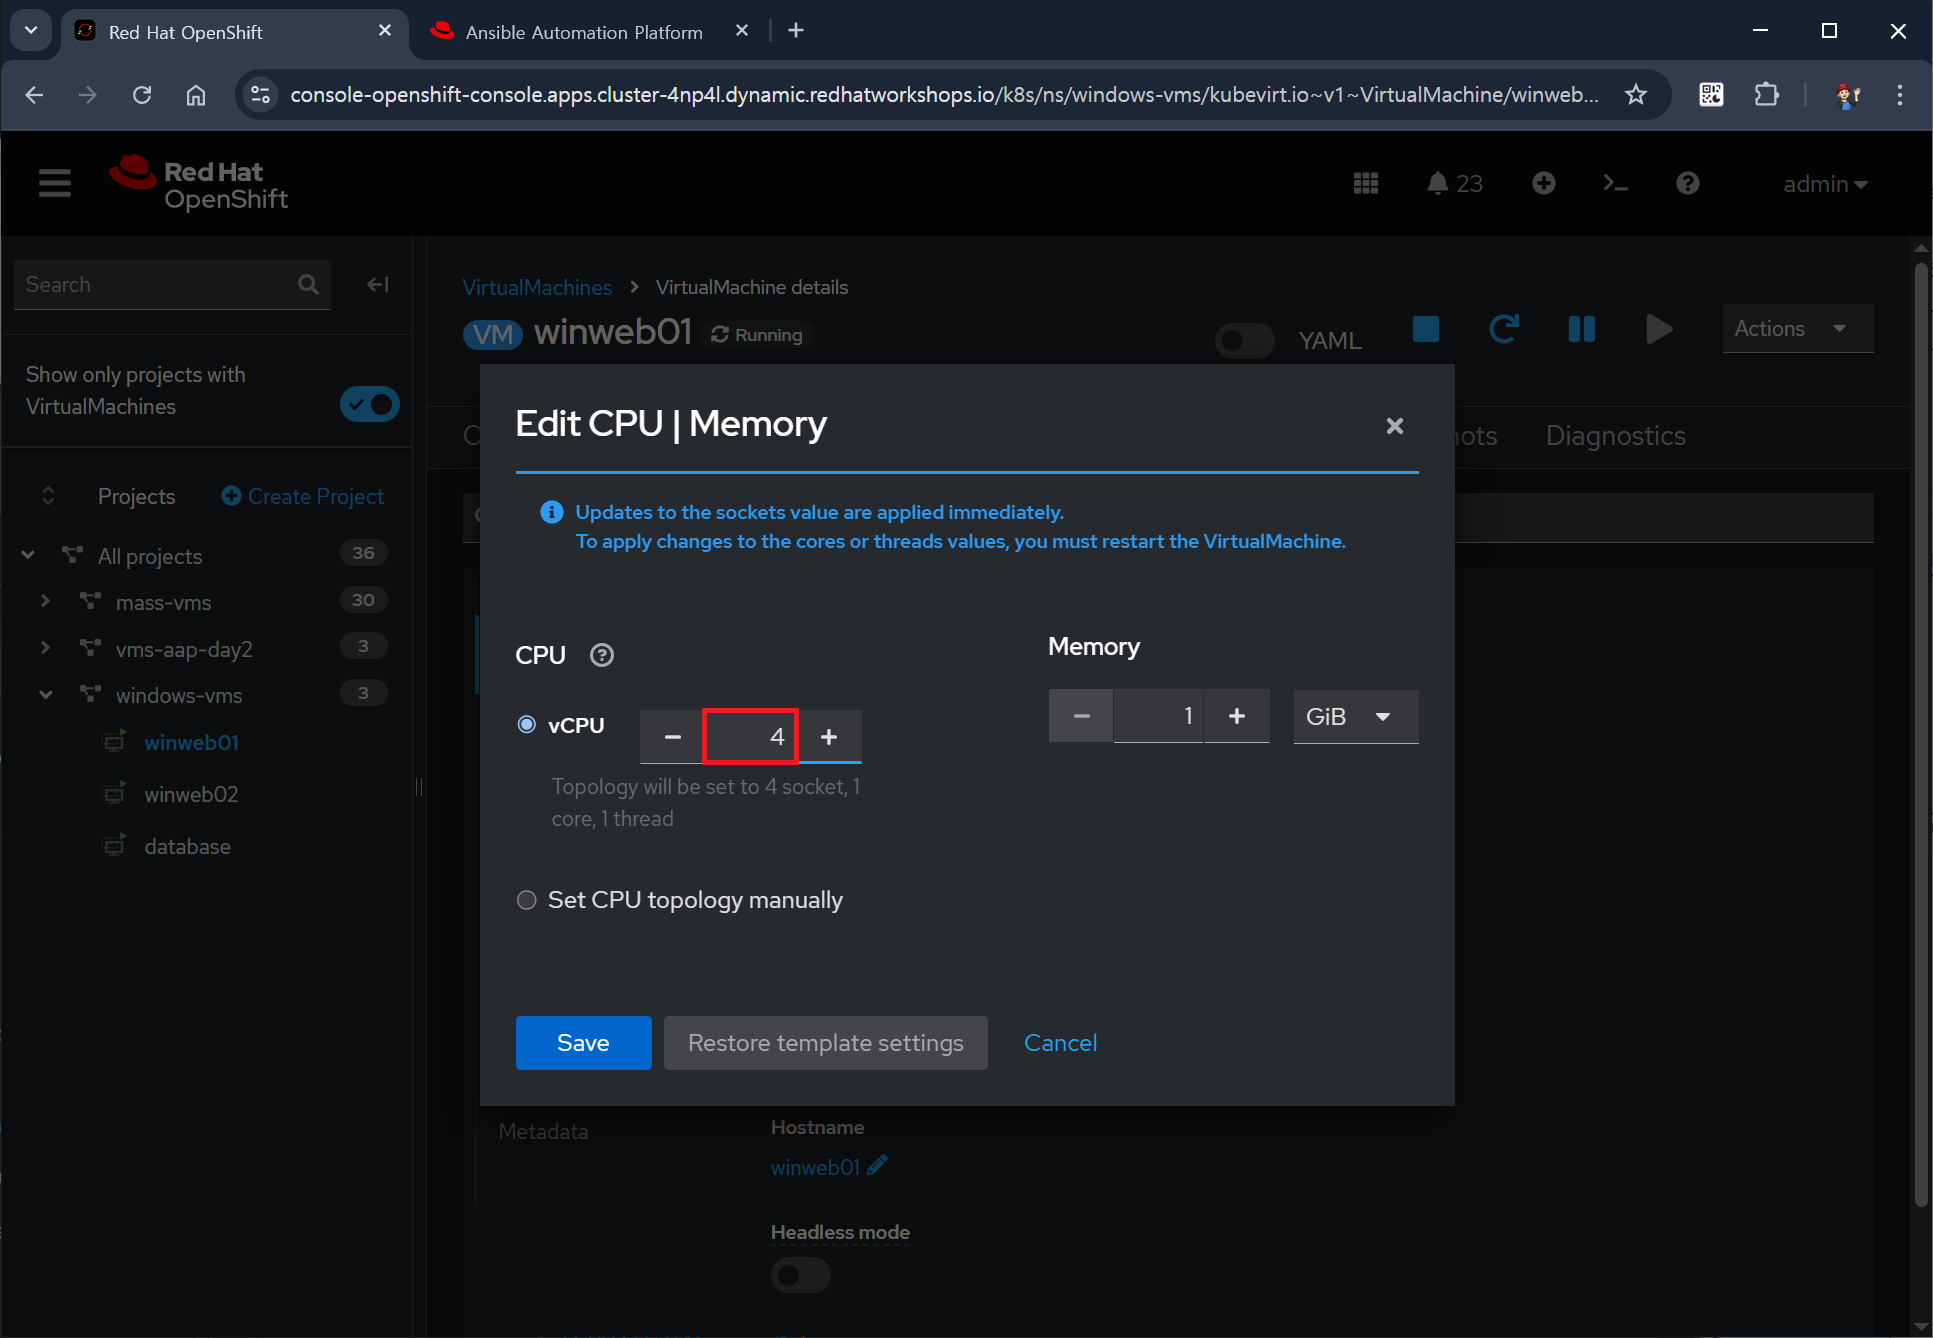 Red Hat OpenShift
Ansible Automation Platform
console-openshift-console.apps.cluster-4np4l.dynamic.redhatworkshops.io/k8s/ns/windows-vms/kubevirt.io~v1~VirtualMachine/winweb...
Red Hat
OpenShift
23
admin
Search
VirtualMachines
VirtualMachine details
VM winweb01 Running
YAML
Actions
Show only projects with
VirtualMachines
Diagnostics
Edit CPU | Memory
Updates to the sockets value are applied immediately.
To apply changes to the cores or threads values, you must restart the VirtualMachine.
Projects
Create Project
All projects 36
mass-vms 30
vms-aap-day2 3
windows-vms 3
winweb01
winweb02
database
CPU
Memory
vCPU
4
1
GiB
Topology will be set to 4 socket, 1
core, 1 thread
Set CPU topology manually
Save
Restore template settings
Cancel
Metadata
Hostname
winweb01
Headless mode